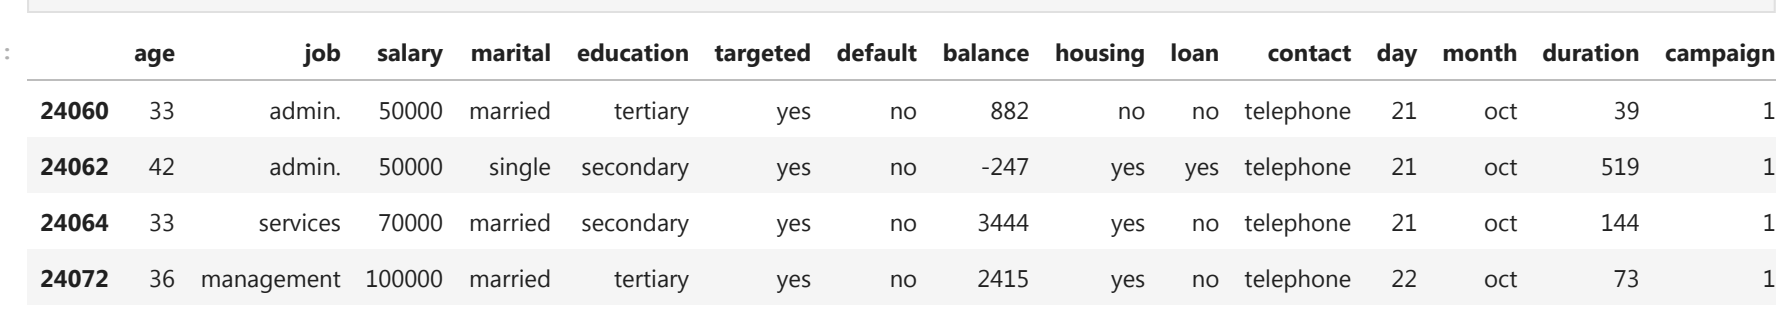 : age job salary marital education targeted default balance housing loan contact day month duration campaign
24060 33 admin. 50000 married tertiary yes no 882 no no telephone 21 oct 39 1
24062 42 admin. 50000 single secondary yes no -247 yes yes telephone 21 oct 519 1
24064 33 services 70000 married secondary yes no 3444 yes no telephone 21 oct 144 1
24072 36 management 100000 married tertiary yes no 2415 yes no telephone 22 oct 73 1